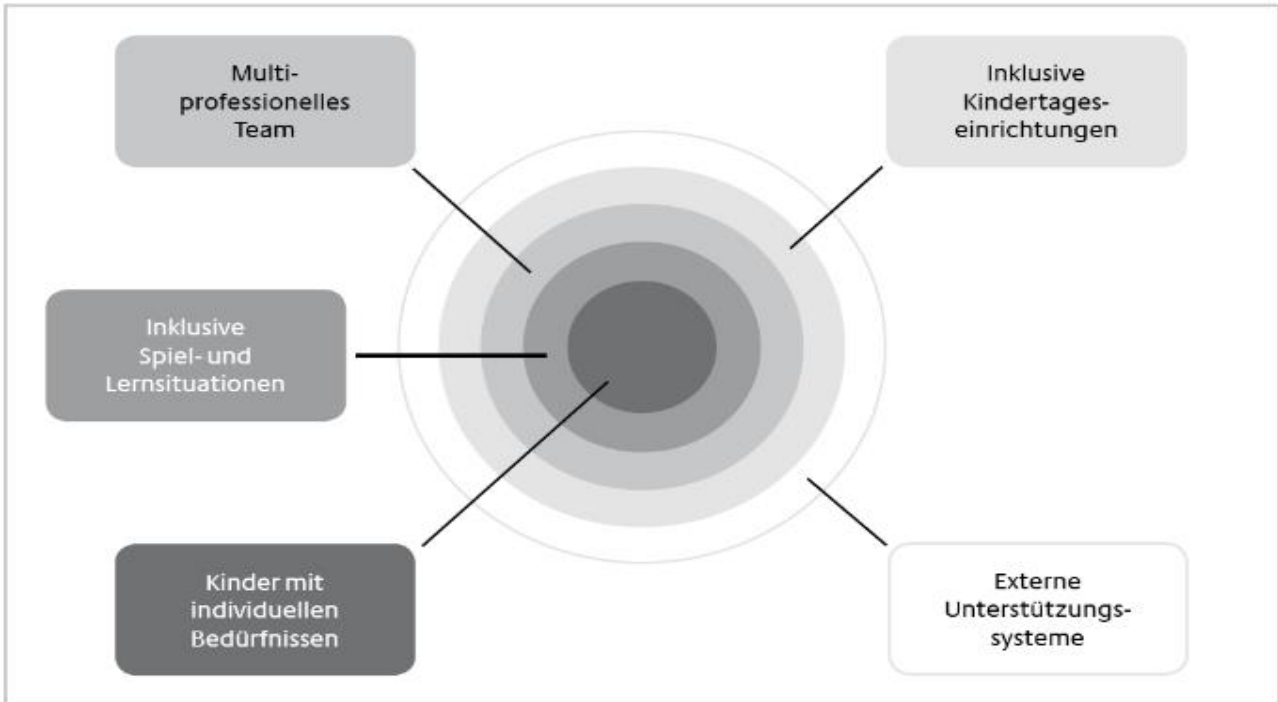 Multi-
professionelles
Team
Inklusive
Kindertages-
einrichtungen
Inklusive
Spiel- und
Lernsituationen
Kinder mit
individuellen
Bedürfnissen
Externe
Unterstützungs-
systeme